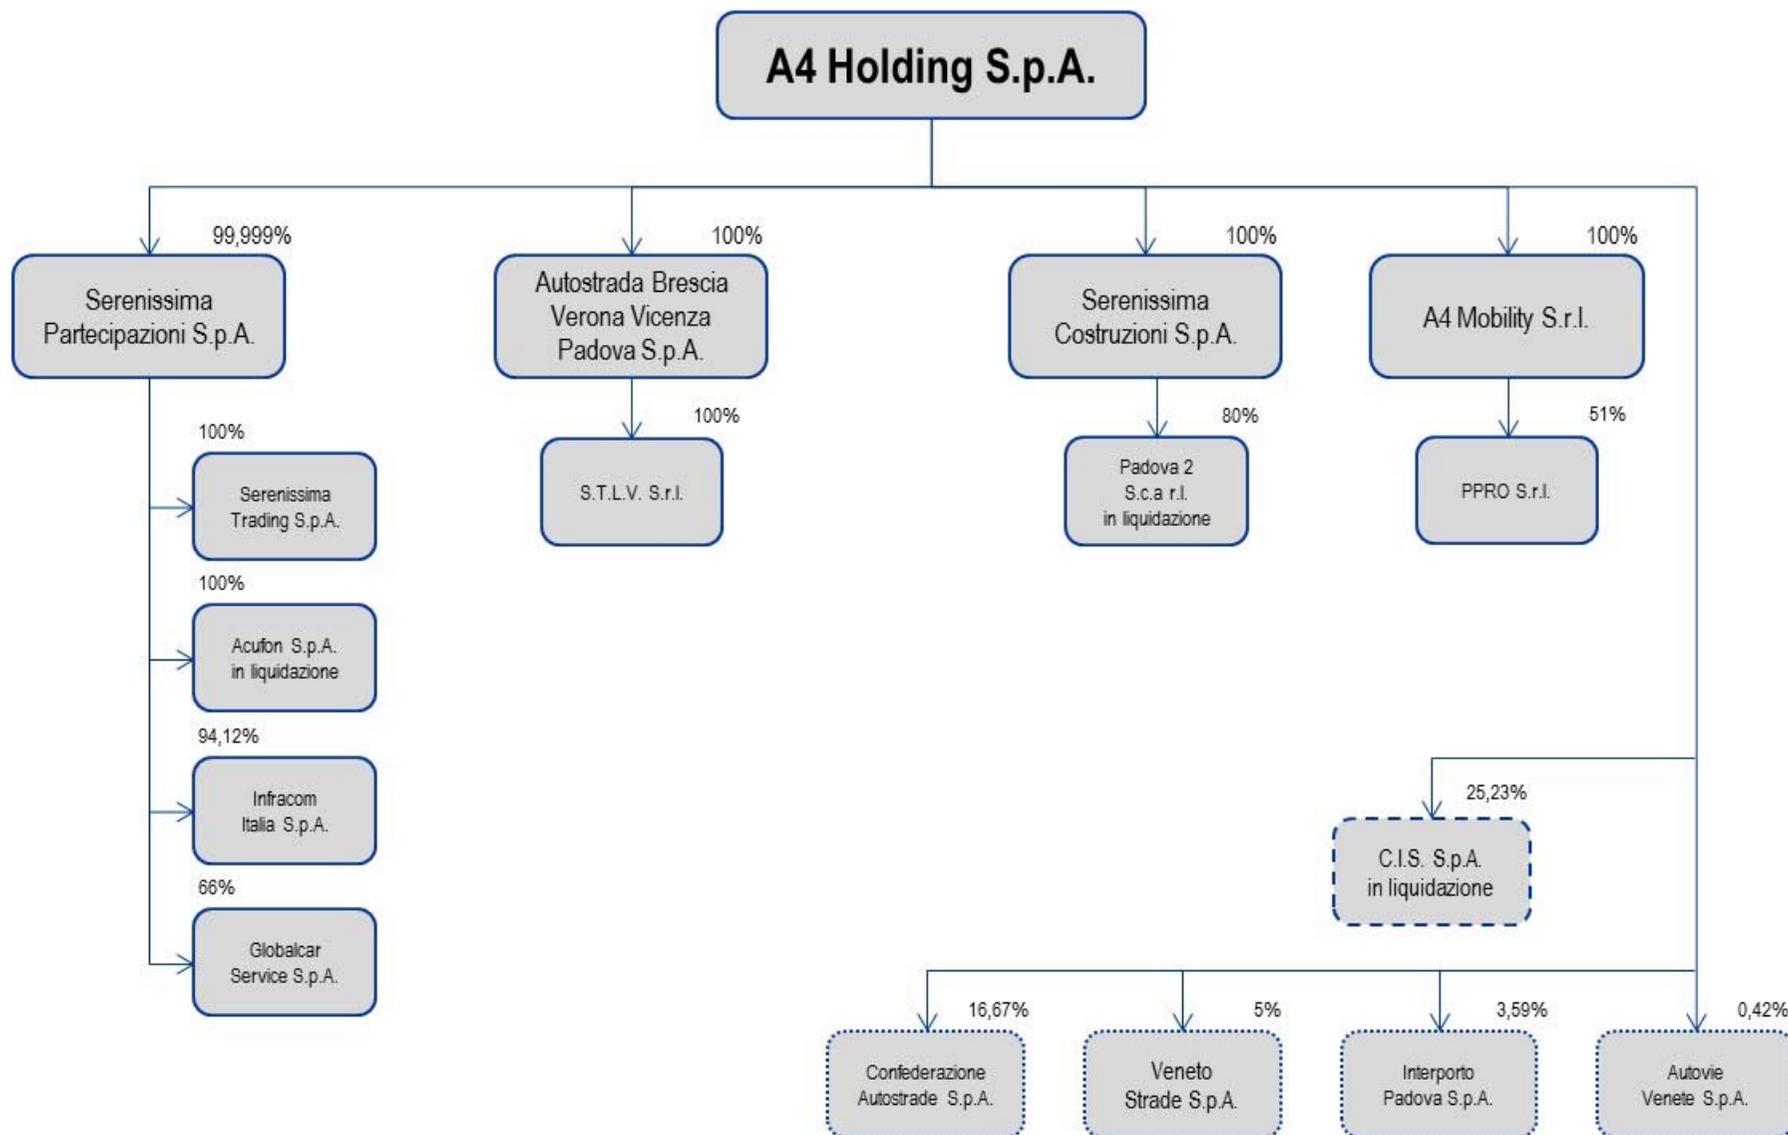 A4 Holding S.p.A.
99,999%
100%
100%
100%
Serenissima
Partecipazioni S.p.A.
Autostrada Brescia
Verona Vicenza
Padova S.p.A.
Serenissima
Costruzioni S.p.A.
A4 Mobility S.r.l.
100%
80%
51%
100%
Serenissima
Trading S.p.A.
S.T.L.V. S.r.l.
Padova 2
S.c.a r.l.
in liquidazione
PPRO S.r.l.
100%
Acufon S.p.A.
in liquidazione
94,12%
Infracom
Italia S.p.A.
25,23%
C.I.S. S.p.A.
in liquidazione
66%
Globalcar
Service S.p.A.
16,67%
5%
3,59%
0,42%
Confederazione
Autostrade S.p.A.
Veneto
Strade S.p.A.
Interporto
Padova S.p.A.
Autovie
Venete S.p.A.